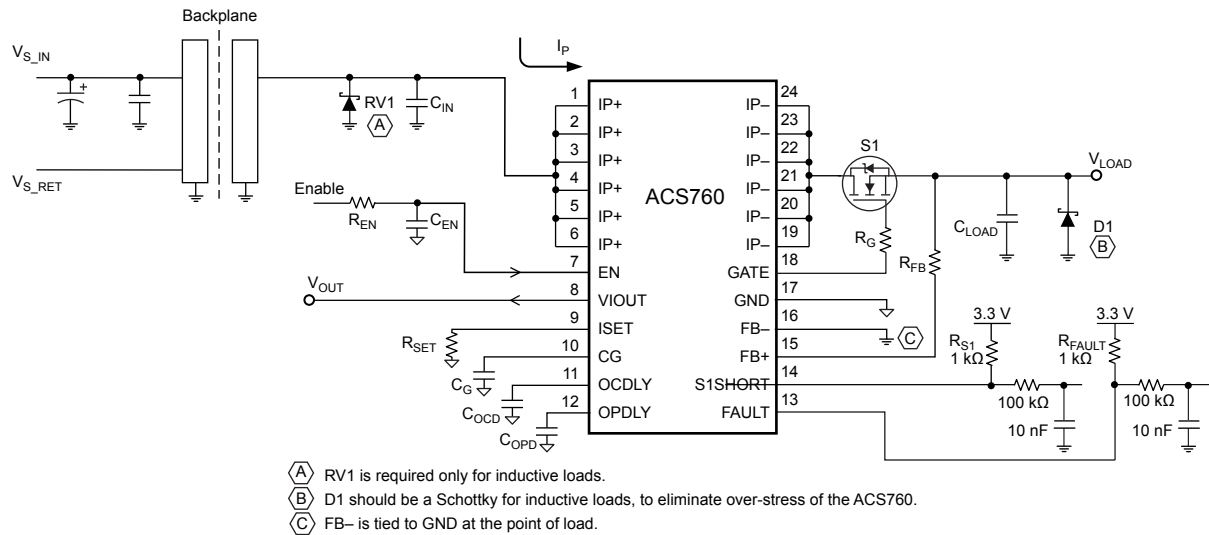 Backplane
V_S_IN
V_S_RET
+
RV1
A
C_IN
I_P
Enable
R_EN
C_EN
V_OUT
R_SET
C_G
C_OCD
C_OPD
ACS760
1 IP+
2 IP+
3 IP+
4 IP+
5 IP+
6 IP+
7 EN
8 VIOUT
9 ISET
10 CG
11 OCDLY
12 OPDLY
24 IP–
23 IP–
22 IP–
21 IP–
20 IP–
19 IP–
18 GATE
17 GND
16 FB–
15 FB+
14 S1SHORT
13 FAULT
S1
R_G
R_FB
C_LOAD
V_LOAD
D1
B
C
3.3 V
R_S1
1 kΩ
100 kΩ
10 nF
3.3 V
R_FAULT
1 kΩ
100 kΩ
10 nF
A RV1 is required only for inductive loads.
B D1 should be a Schottky for inductive loads, to eliminate over-stress of the ACS760.
C FB– is tied to GND at the point of load.